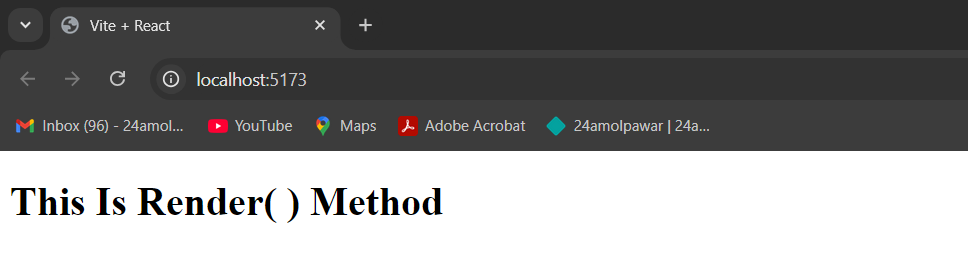 Vite + React
localhost:5173
Inbox (96) - 24amol... YouTube Maps Adobe Acrobat 24amolpawar | 24a...
This Is Render( ) Method